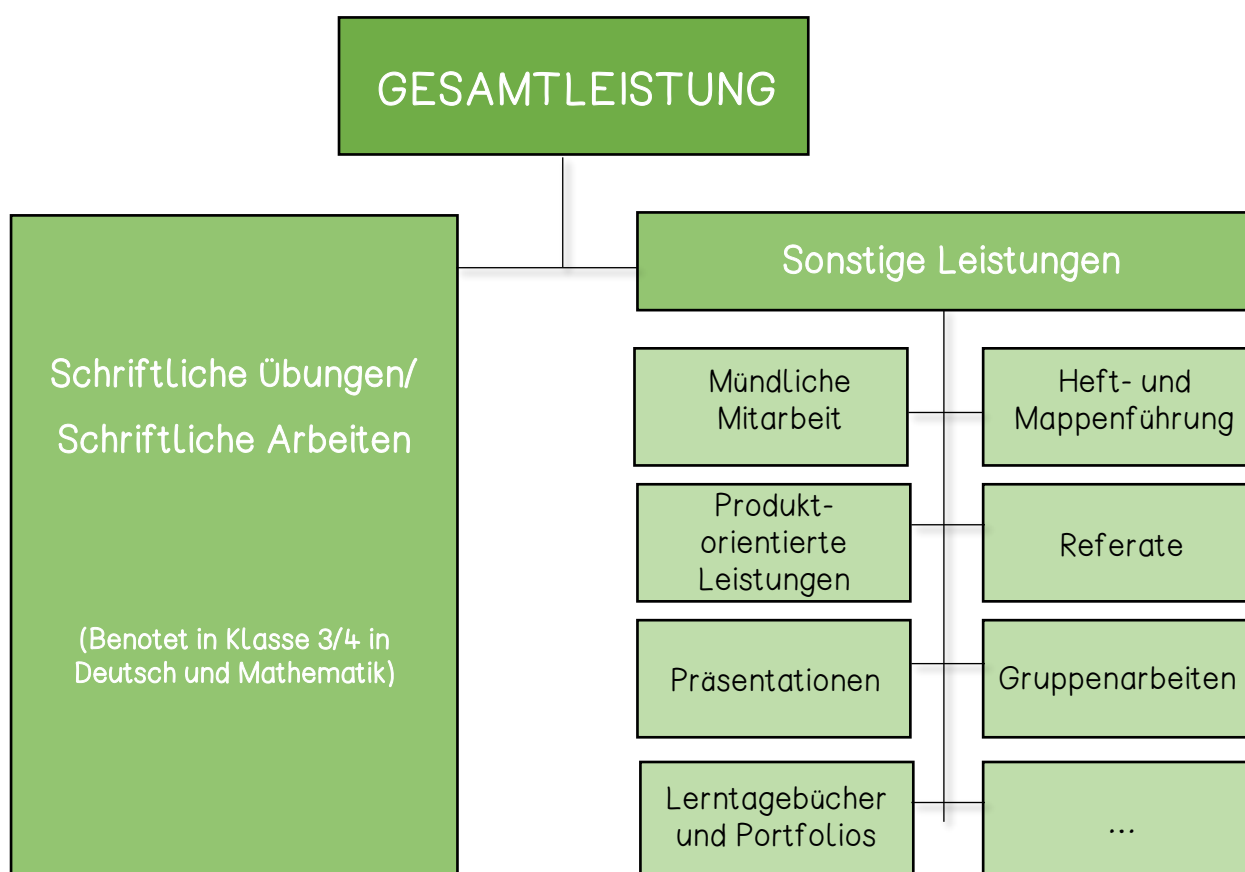 GESAMTLEISTUNG
Schriftliche Übungen/
Schriftliche Arbeiten
(Benotet in Klasse 3/4 in
Deutsch und Mathematik)
Sonstige Leistungen
Mündliche
Mitarbeit
Heft- und
Mappenführung
Produkt-
orientierte
Leistungen
Referate
Präsentationen
Gruppenarbeiten
Lerntagebücher
und Portfolios
...